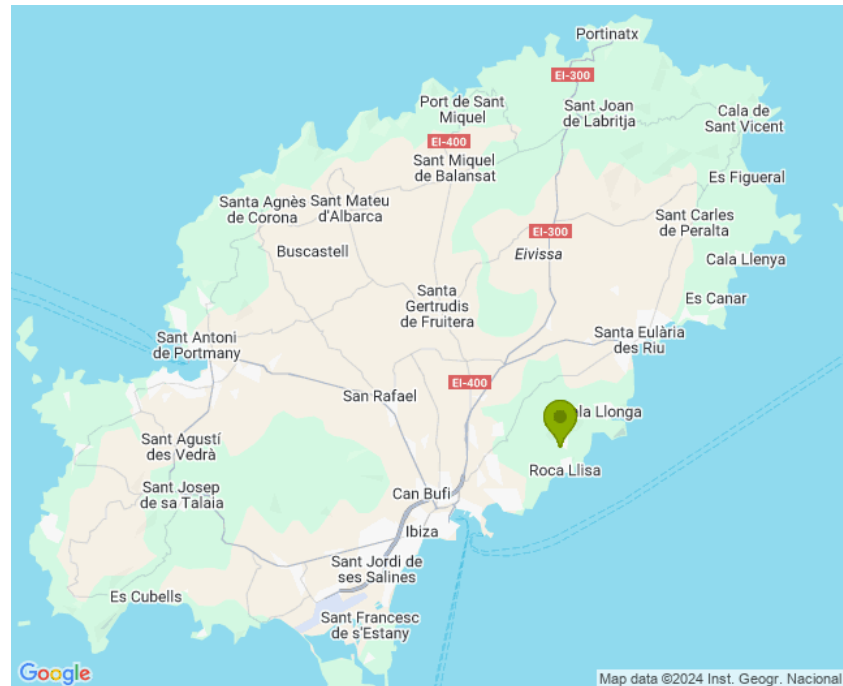 Portinatx
EI-300
Port de Sant
Miquel
Sant Joan
de Labritja
Cala de
Sant Vicent
EI-400
Sant Miquel
de Balansat
Es Figueral
Santa Agnès
de Corona
Sant Mateu
d'Albarca
Sant Carles
de Peralta
EI-300
Buscastell
Eivissa
Cala Llenya
Santa
Gertrudis
de Fruitera
Es Canar
Sant Antoni
de Portmany
Santa Eulària
des Riu
EI-400
San Rafael
Llonga
Sant Agustí
des Vedrà
Roca Llisa
Sant Josep
de sa Talaia
Can Bufi
Ibiza
Sant Jordi de
ses Salines
Es Cubells
Sant Francesc
de s'Estany
Google
Map data ©2024 Inst. Geogr. Nacional